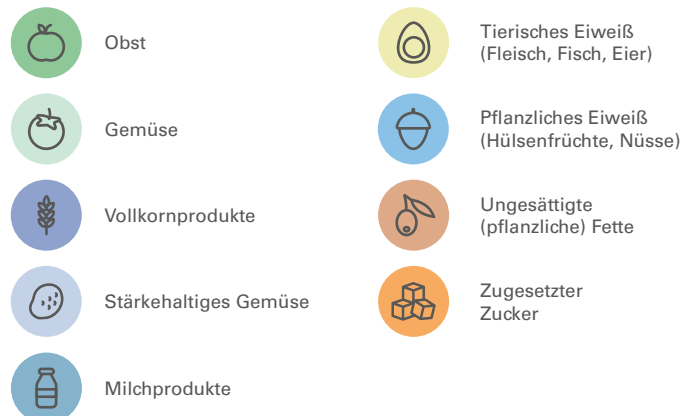 Obst
Gemüse
Vollkornprodukte
Stärkehaltiges Gemüse
Milchprodukte
Tierisches Eiweiß
(Fleisch, Fisch, Eier)
Pflanzliches Eiweiß
(Hülsenfrüchte, Nüsse)
Ungesättigte
(pflanzliche) Fette
Zugesetzter
Zucker